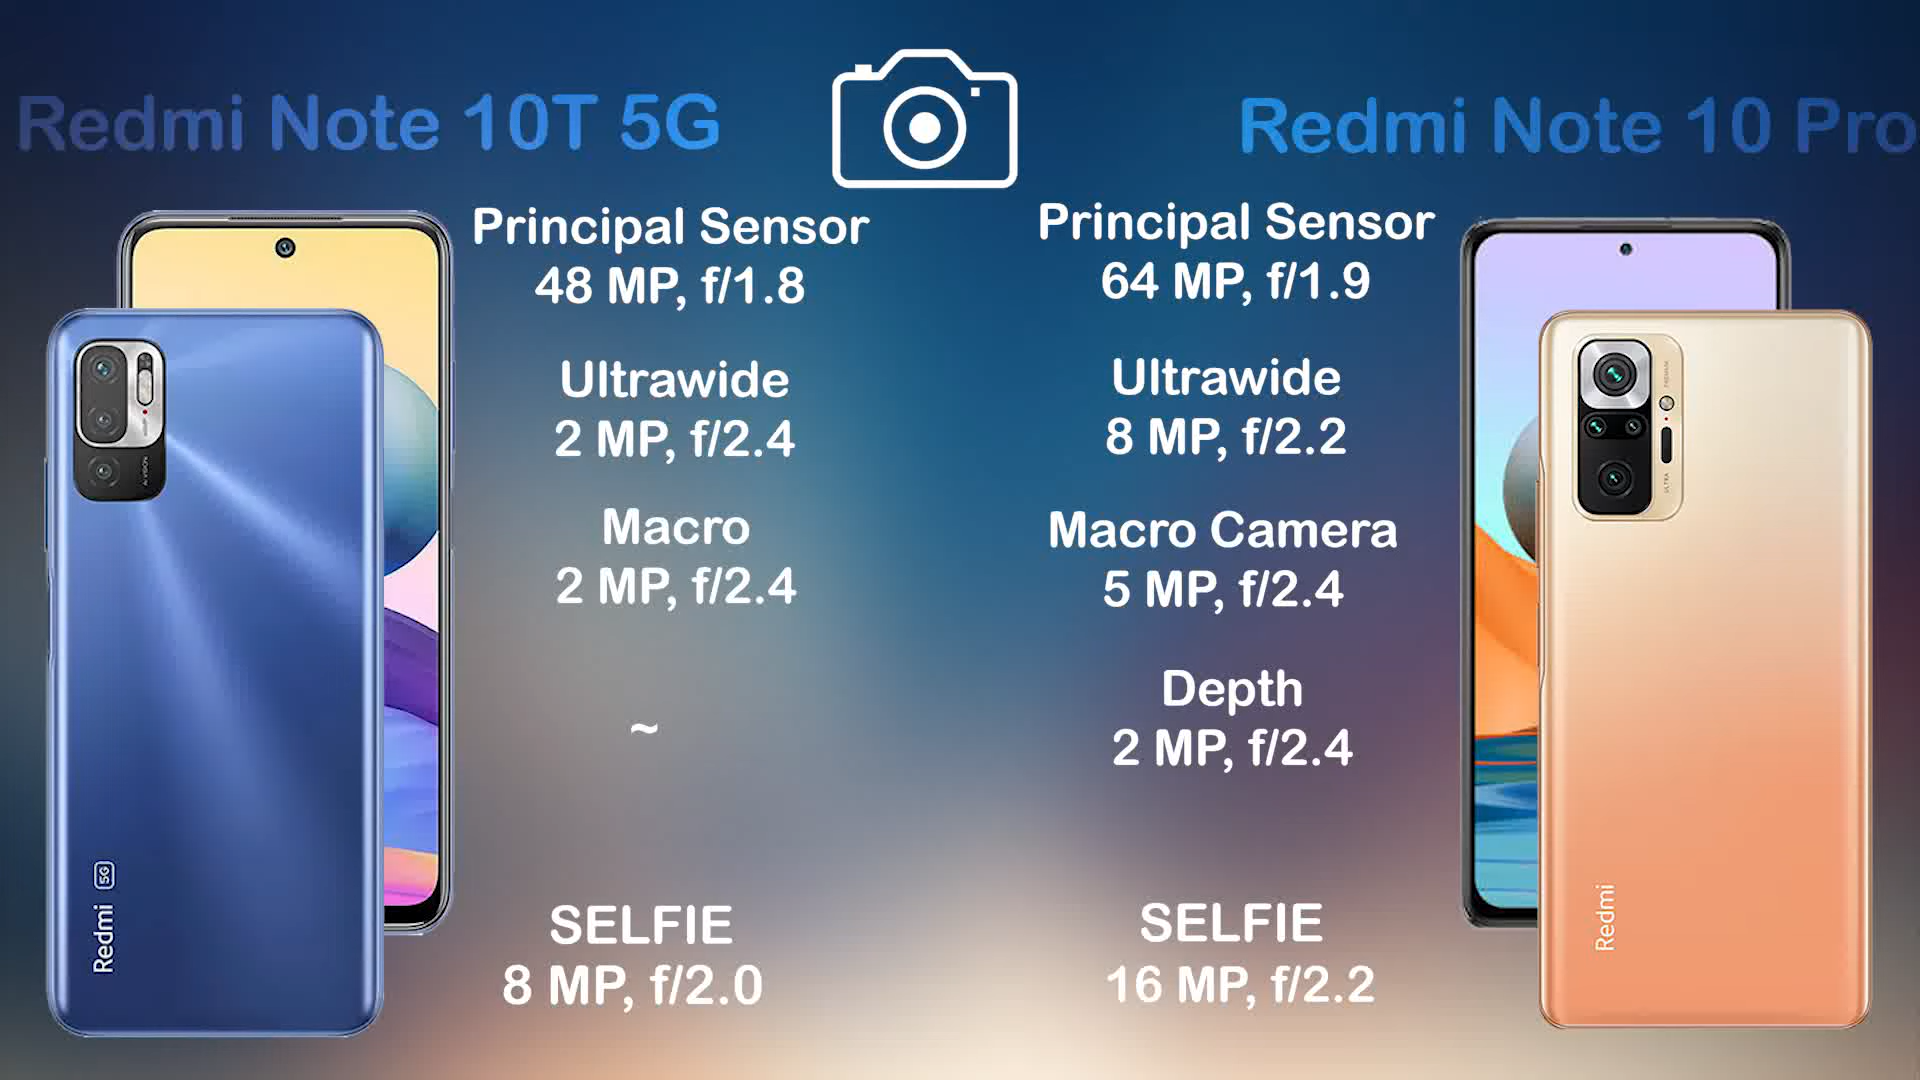 Redmi Note 10T 5G
Redmi Note 10 Pro
Principal Sensor
48 MP, f/1.8
Ultrawide
2 MP, f/2.4
Macro
2 MP, f/2.4
~
SELFIE
8 MP, f/2.0
Principal Sensor
64 MP, f/1.9
Ultrawide
8 MP, f/2.2
Macro Camera
5 MP, f/2.4
Depth
2 MP, f/2.4
SELFIE
16 MP, f/2.2
Redmi 5G
Redmi